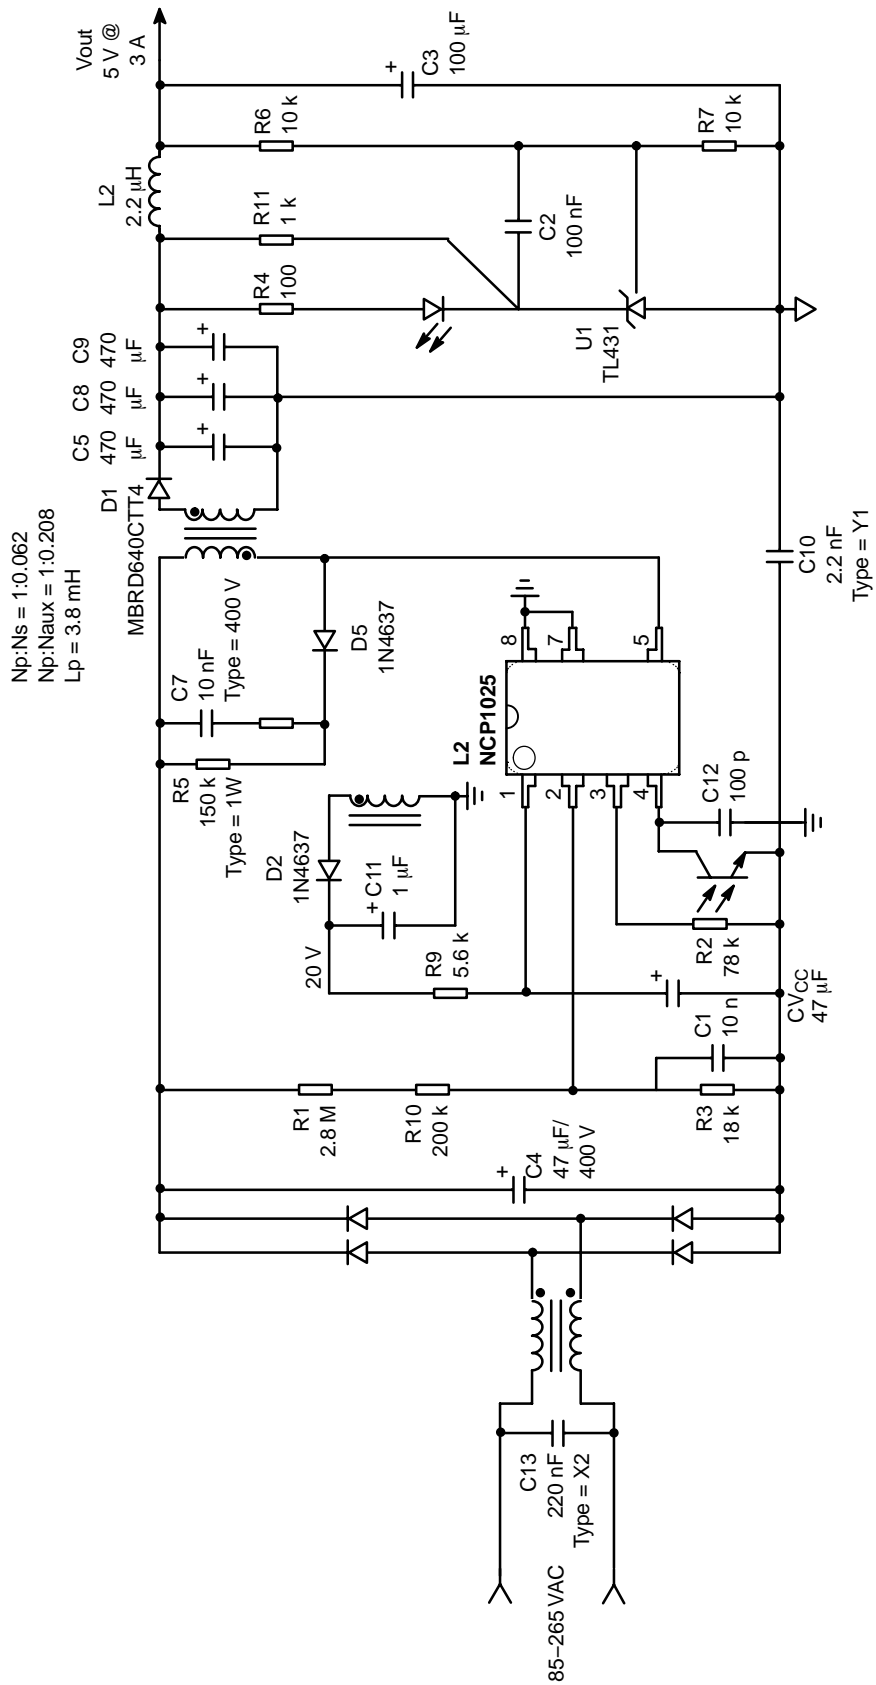 Np:Ns = 1:0.062
Np:Naux = 1:0.208
Lp = 3.8 mH
85–265 VAC
C13
220 nF
Type = X2
C4
47 µF/
400 V
R1
2.8 M
R10
200 k
R3
18 k
C1
10 n
CVCC
47 µF
20 V
R9
5.6 k
D2
1N4637
+
C11
1 µF
R2
78 k
C12
100 p
R5
150 k
Type = 1W
C7
10 nF
Type = 400 V
D5
1N4637
L2
NCP1025
1
2
3
4
8
7
5
D1
MBRD640CTT4
C5
470
µF
C8
470
µF
C9
470
µF
+
+
+
+
+
R4
100
R11
1 k
L2
2.2 µH
R6
10 k
C2
100 nF
U1
TL431
R7
10 k
+
C3
100 µF
Vout
5 V @
3 A
C10
2.2 nF
Type = Y1